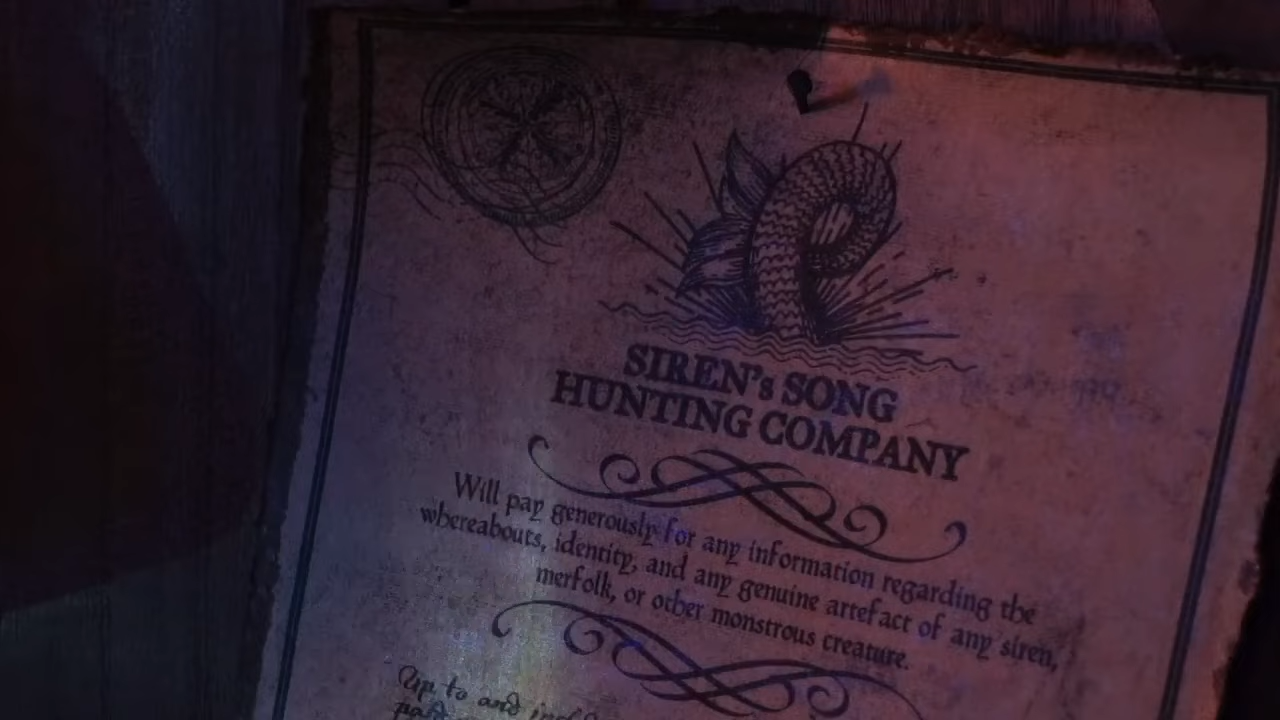 SIREN's SONG
HUNTING COMPANY
Will pay generously for any information regarding the
whereabouts, identity, and any genuine artefact of any siren,
merfolk, or other monstrous creature.
Up to and